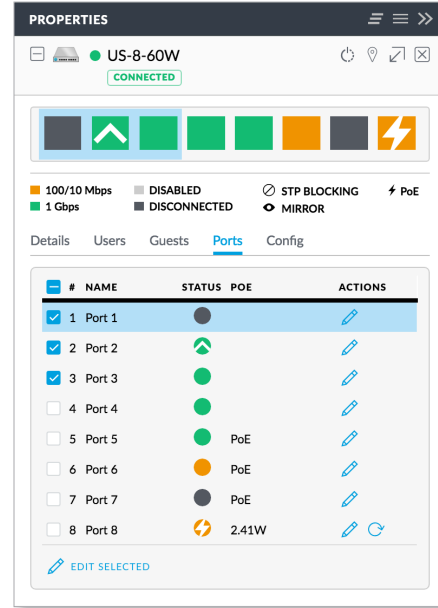 PROPERTIES
US-8-60W
CONNECTED
100/10 Mbps DISABLED STP BLOCKING PoE
1 Gbps DISCONNECTED MIRROR
Details Users Guests Ports Config
# NAME STATUS POE ACTIONS
1 Port 1
2 Port 2
3 Port 3
4 Port 4
5 Port 5 PoE
6 Port 6 PoE
7 Port 7 PoE
8 Port 8 2.41W
EDIT SELECTED